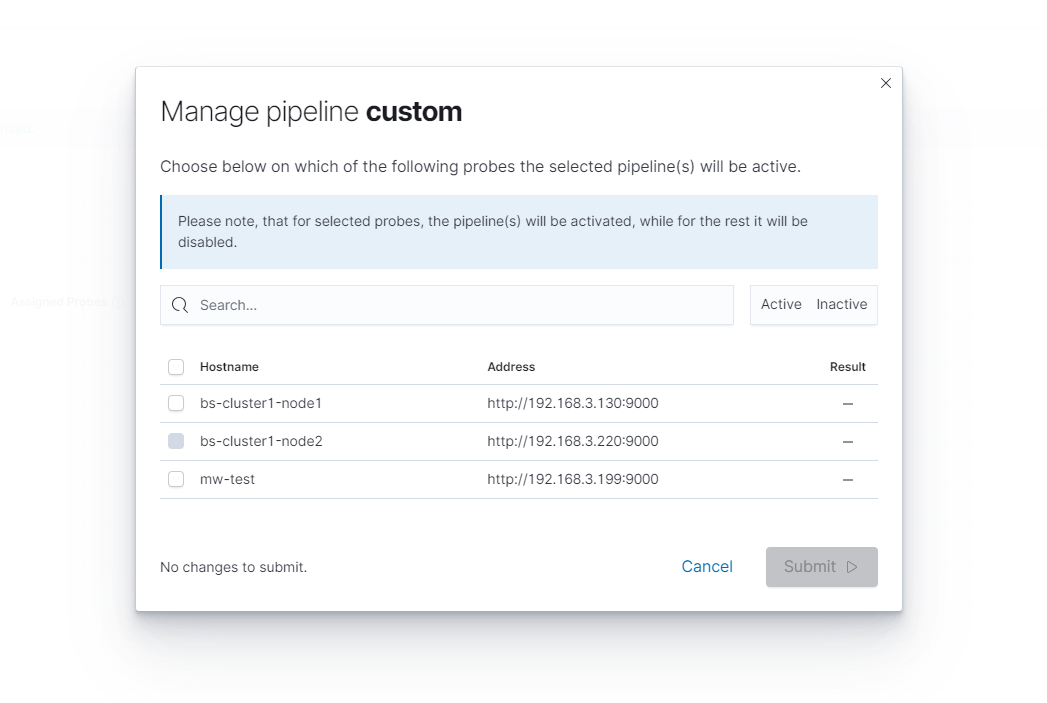 Manage pipeline custom
Choose below on which of the following probes the selected pipeline(s) will be active.
Please note, that for selected probes, the pipeline(s) will be activated, while for the rest it will be
disabled.
Search...
Active Inactive
Hostname Address Result
bs-cluster1-node1 http://192.168.3.130:9000 —
bs-cluster1-node2 http://192.168.3.220:9000 —
mw-test http://192.168.3.199:9000 —
Assigned Probes
No changes to submit.
Cancel
Submit